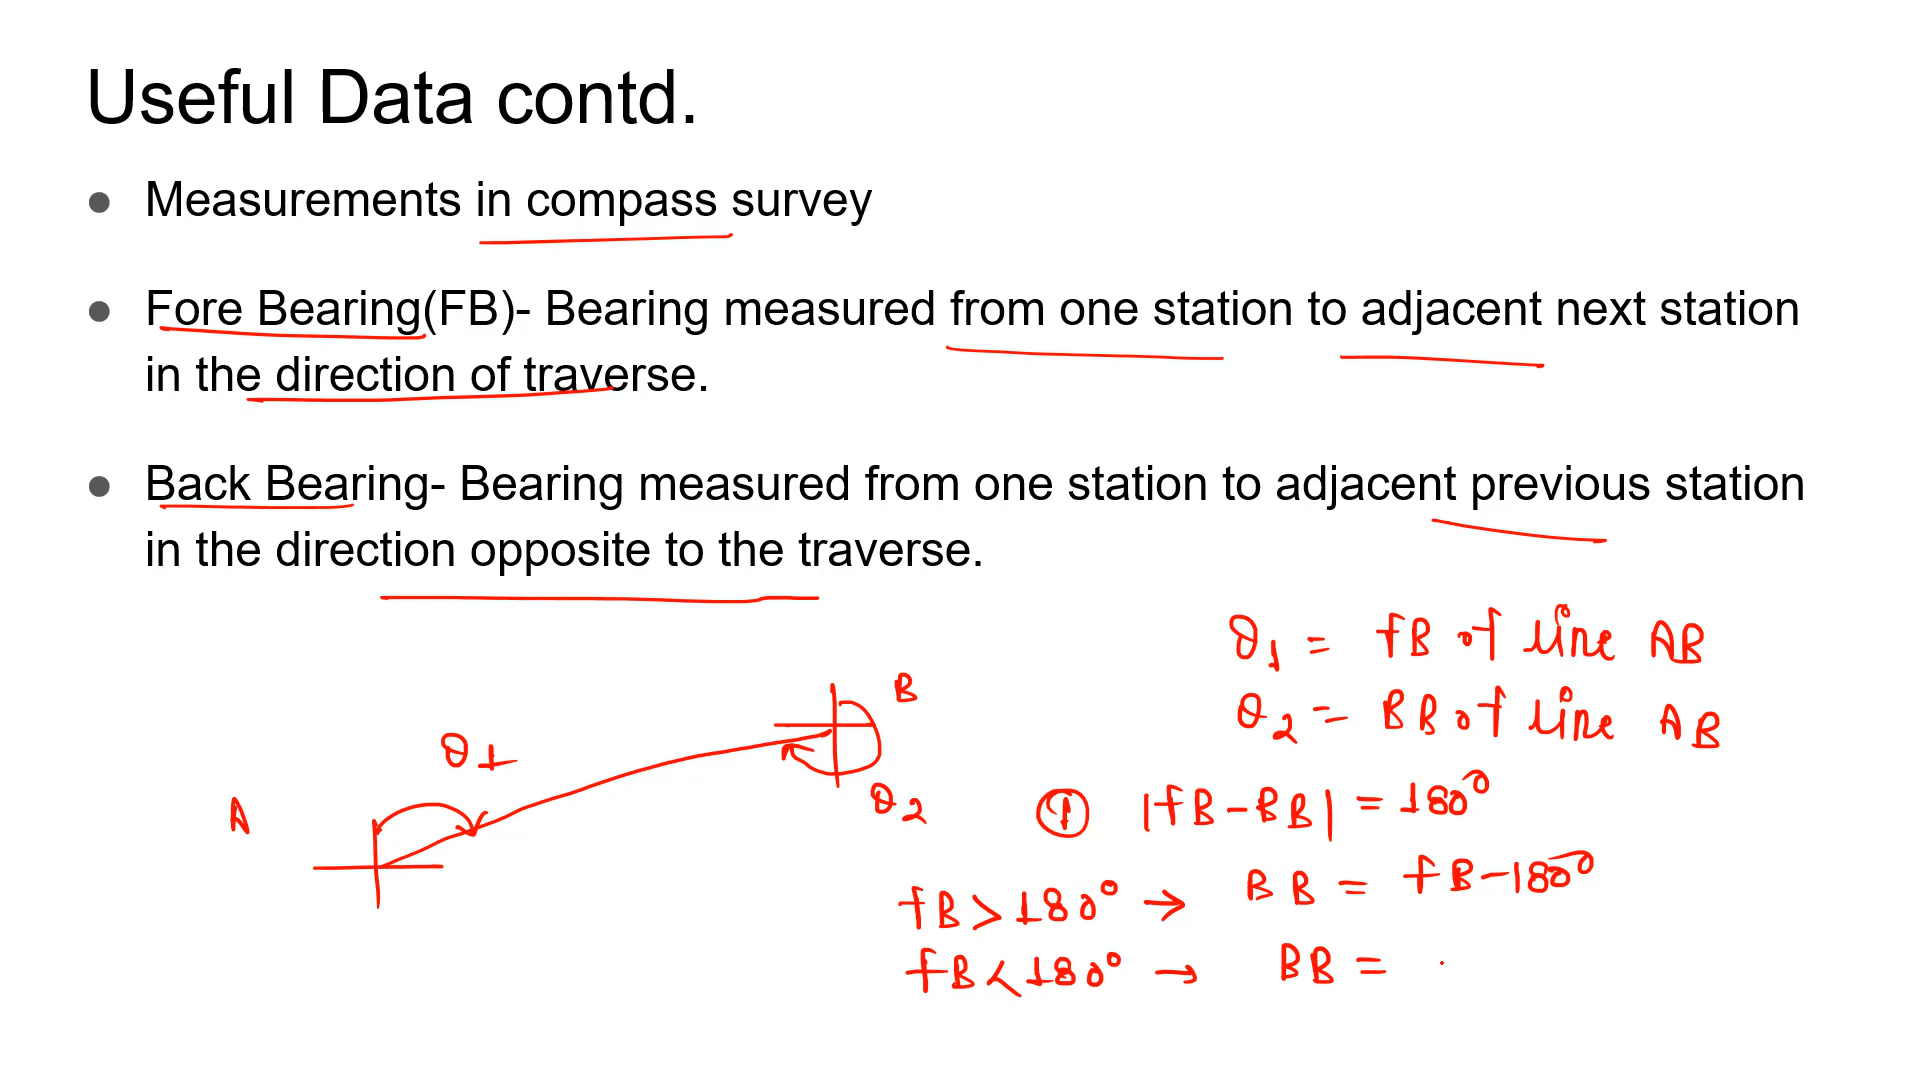 Useful Data contd.
● Measurements in compass survey
● Fore Bearing(FB)- Bearing measured from one station to adjacent next station
in the direction of traverse.
● Back Bearing- Bearing measured from one station to adjacent previous station
in the direction opposite to the traverse.
θ1 = fB of line AB
θ2 = BB of line AB
B
θ1
A
θ2
① |fB-BB| = 180°
fB > 180° → BB = fB-180°
fB < 180° → BB =